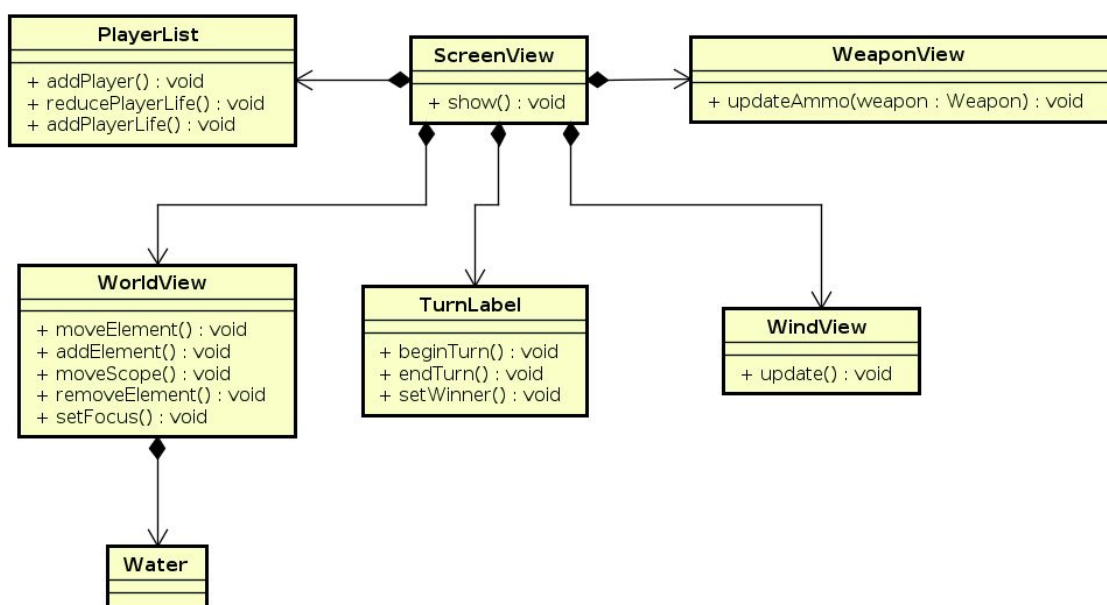 PlayerList
+ addPlayer() : void
+ reducePlayerLife() : void
+ addPlayerLife() : void
ScreenView
+ show() : void
WeaponView
+ updateAmmo(weapon : Weapon) : void
WorldView
+ moveElement() : void
+ addElement() : void
+ moveScope() : void
+ removeElement() : void
+ setFocus() : void
TurnLabel
+ beginTurn() : void
+ endTurn() : void
+ setWinner() : void
WindView
+ update() : void
Water